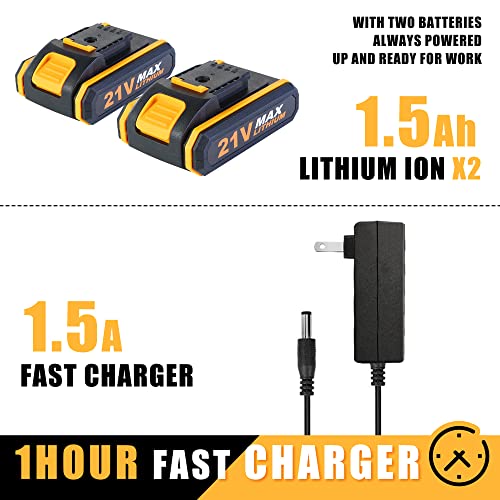 WITH TWO BATTERIES
ALWAYS POWERED
UP AND READY FOR WORK
21V MAX LITHIUM
21V MAX LITHIUM
1.5Ah
LITHIUM ION X2
1.5A
FAST CHARGER
1HOUR FAST CHARGER